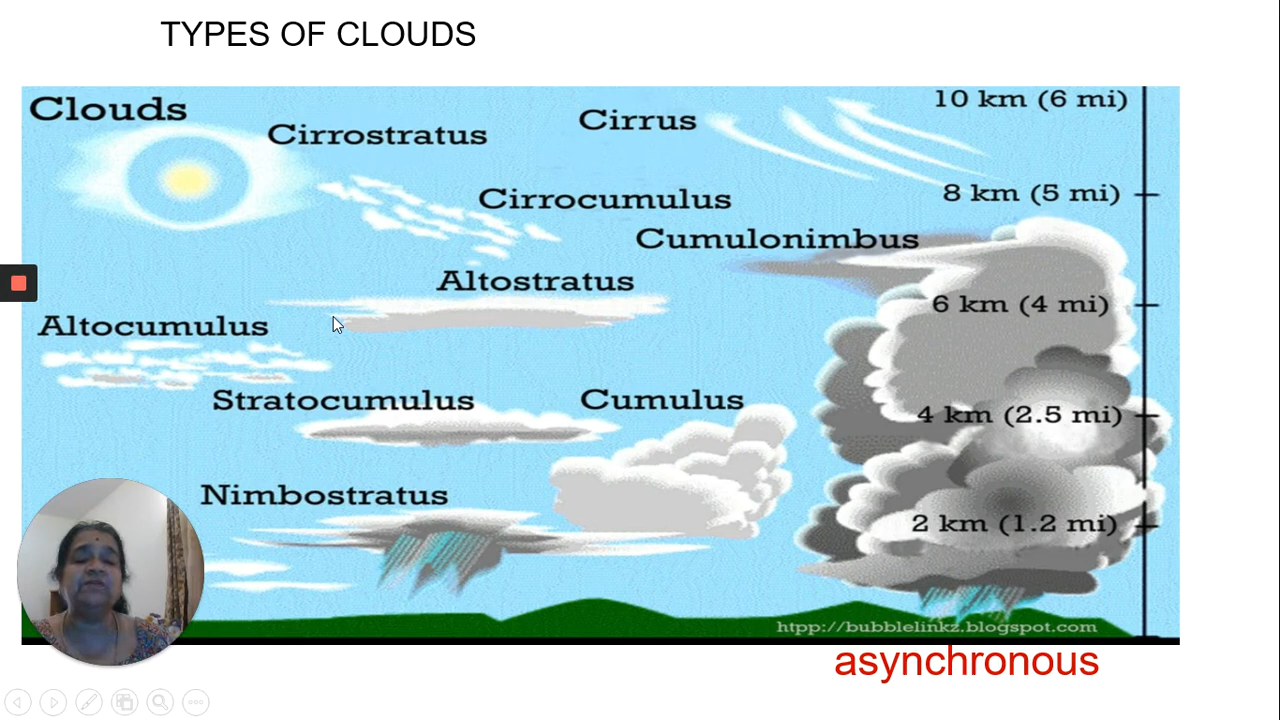 TYPES OF CLOUDS
Clouds
10 km (6 mi)
Cirrostratus
Cirrus
8 km (5 mi)
Cirrocumulus
Cumulonimbus
Altostratus
6 km (4 mi)
Altocumulus
Stratocumulus
Cumulus
4 km (2.5 mi)
Nimbostratus
2 km (1.2 mi)
htpp://bubblelinkz.blogspot.com
asynchronous